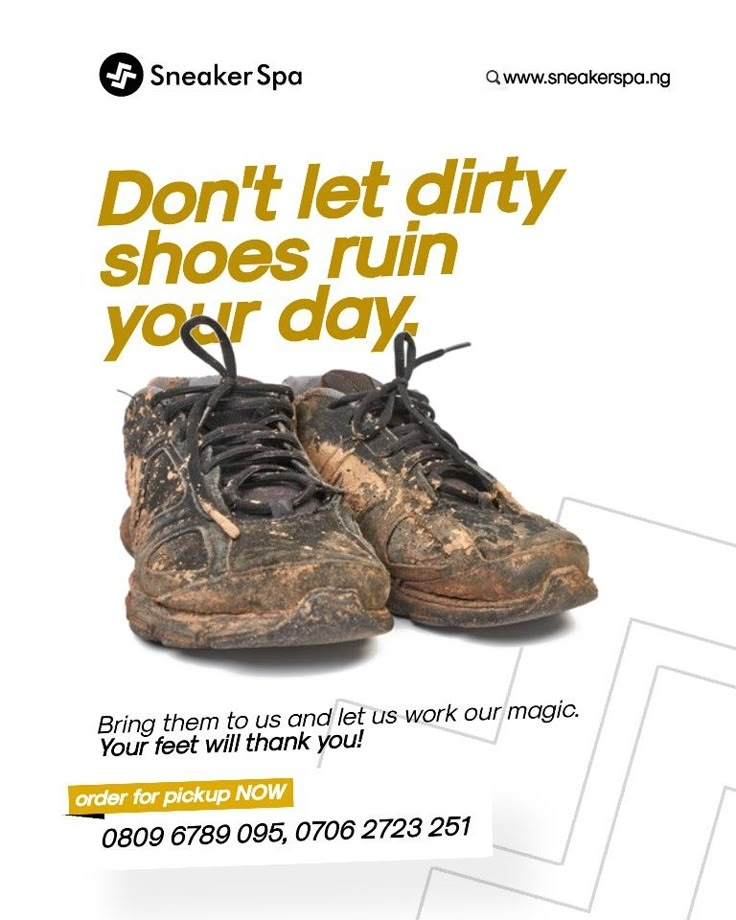 Sneaker Spa
www.sneakerspa.ng
Don't let dirty
shoes ruin
your day.
Bring them to us and let us work our magic.
Your feet will thank you!
order for pickup NOW
0809 6789 095, 0706 2723 251